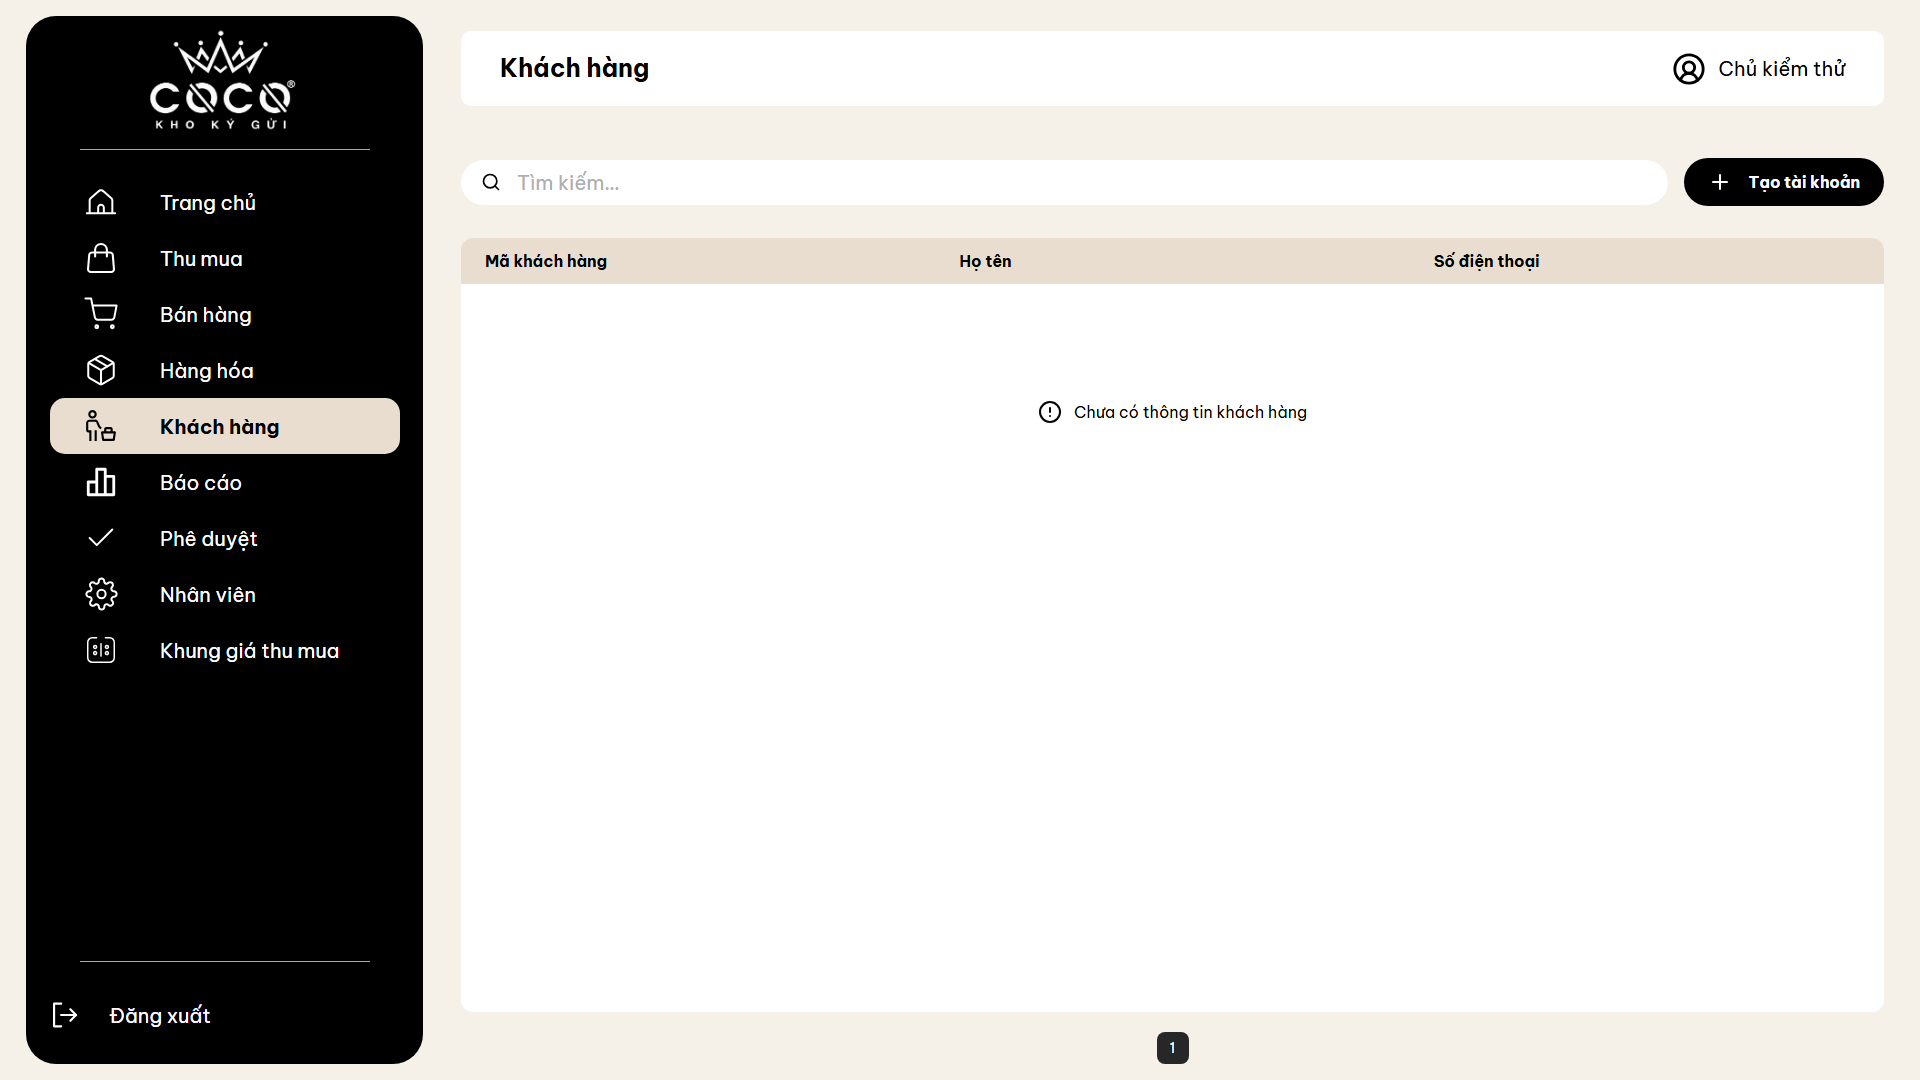 COCO®
KHO KÝ GỬI
Trang chủ
Thu mua
Bán hàng
Hàng hóa
Khách hàng
Báo cáo
Phê duyệt
Nhân viên
Khung giá thu mua
Đăng xuất
Khách hàng
Chủ kiểm thử
Tìm kiếm...
Tạo tài khoản
Mã khách hàng
Họ tên
Số điện thoại
Chưa có thông tin khách hàng
1